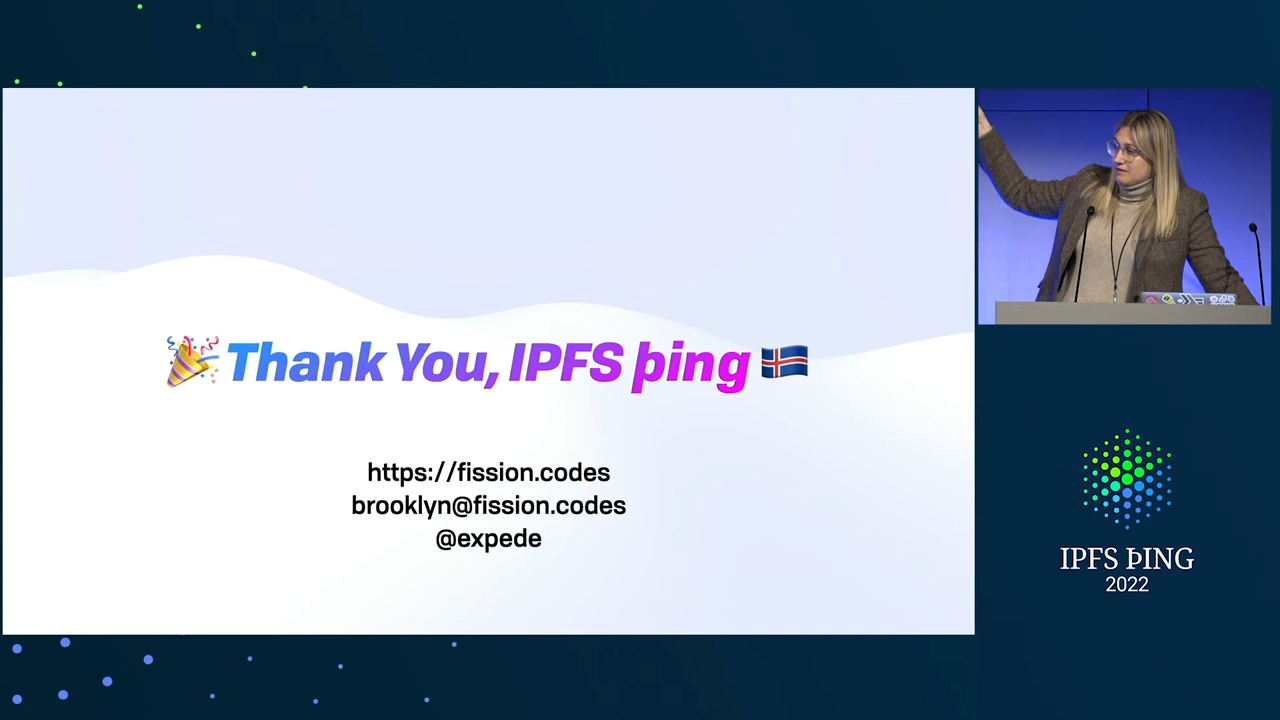 🎉 Thank You, IPFS þing 🇮🇸
https://fission.codes
brooklyn@fission.codes
@expede
IPFS ÞING
2022